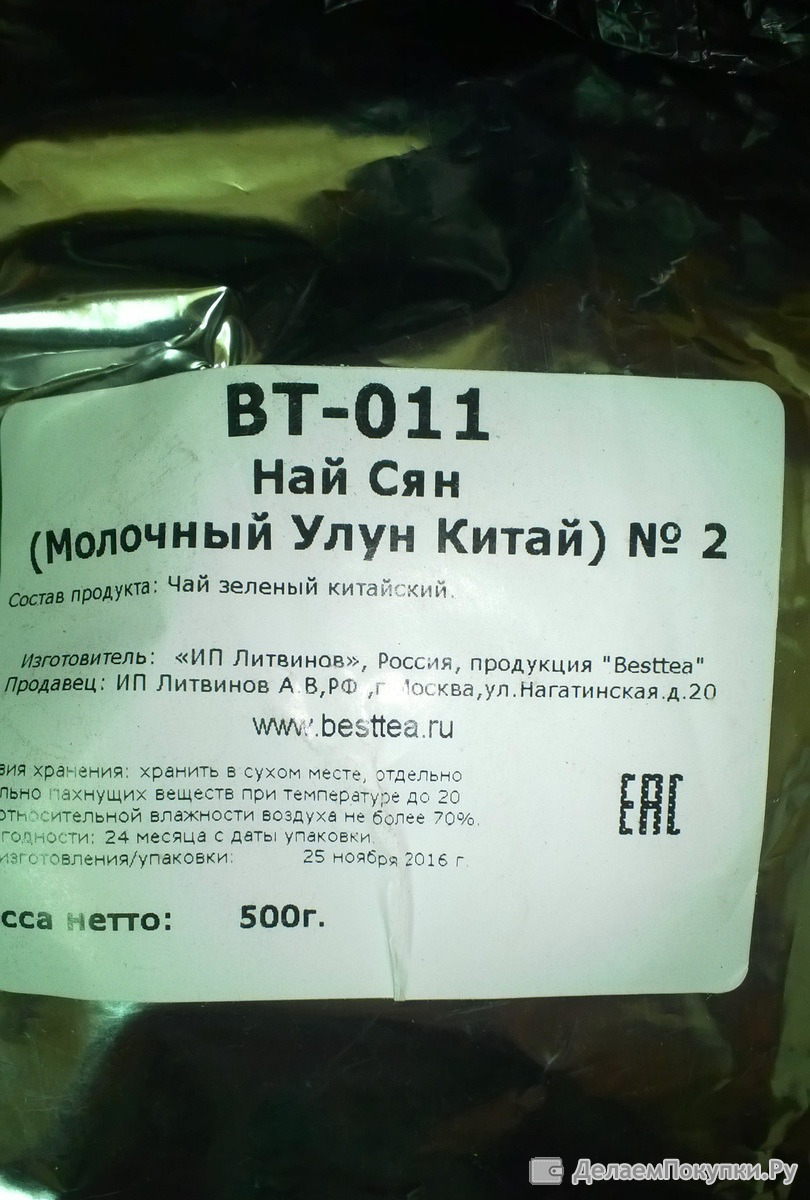 BT-011
Най Сян
(Молочный Улун Китай) № 2
Состав продукта: Чай зеленый китайский.
Изготовитель: «ИП Литвинов», Россия, продукция "Besttea"
Продавец: ИП Литвинов А.В,РФ ,г осква,ул.Нагатинская.д.20
www.besttea.ru
вия хранения: хранить в сухом месте, отдельно
льно пахнущих веществ при температуре до 20
относительной влажности воздуха не более 70%.
годности: 24 месяца с даты упаковки.
изготовления/упаковки: 25 ноября 2016 г.
сса нетто: 500г.
EAC
ДелаемПокупки.Ру